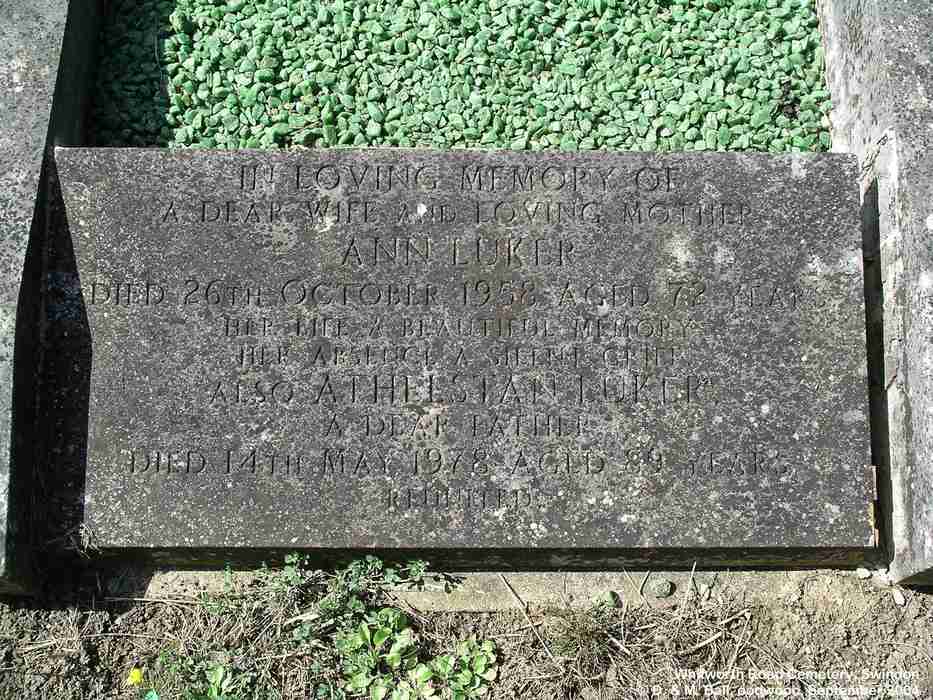 IN LOVING MEMORY OF
A DEAR WIFE AND LOVING MOTHER
ANN LUKER
DIED 26TH OCTOBER 1958 AGED 72 YEARS
HER LIFE A BEAUTIFUL MEMORY
HER ABSENCE A SILENT GRIEF
ALSO ATHELSTAN LUKER,
A DEAR FATHER
DIED 14TH MAY 1978 AGED 89 YEARS
REUNITED
Whitworth Road Cemetery, Swindon
© D. & M. Ball, oodwood, September 2004